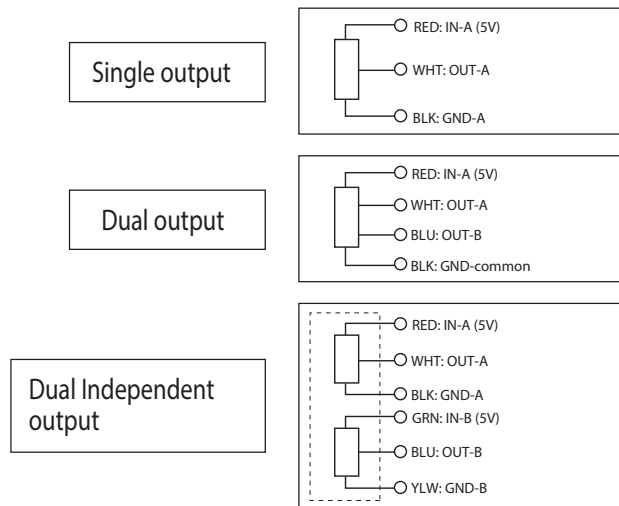 Single output
RED: IN-A (5V)
WHT: OUT-A
BLK: GND-A
Dual output
RED: IN-A (5V)
WHT: OUT-A
BLU: OUT-B
BLK: GND-common
Dual Independent
output
RED: IN-A (5V)
WHT: OUT-A
BLK: GND-A
GRN: IN-B (5V)
BLU: OUT-B
YLW: GND-B